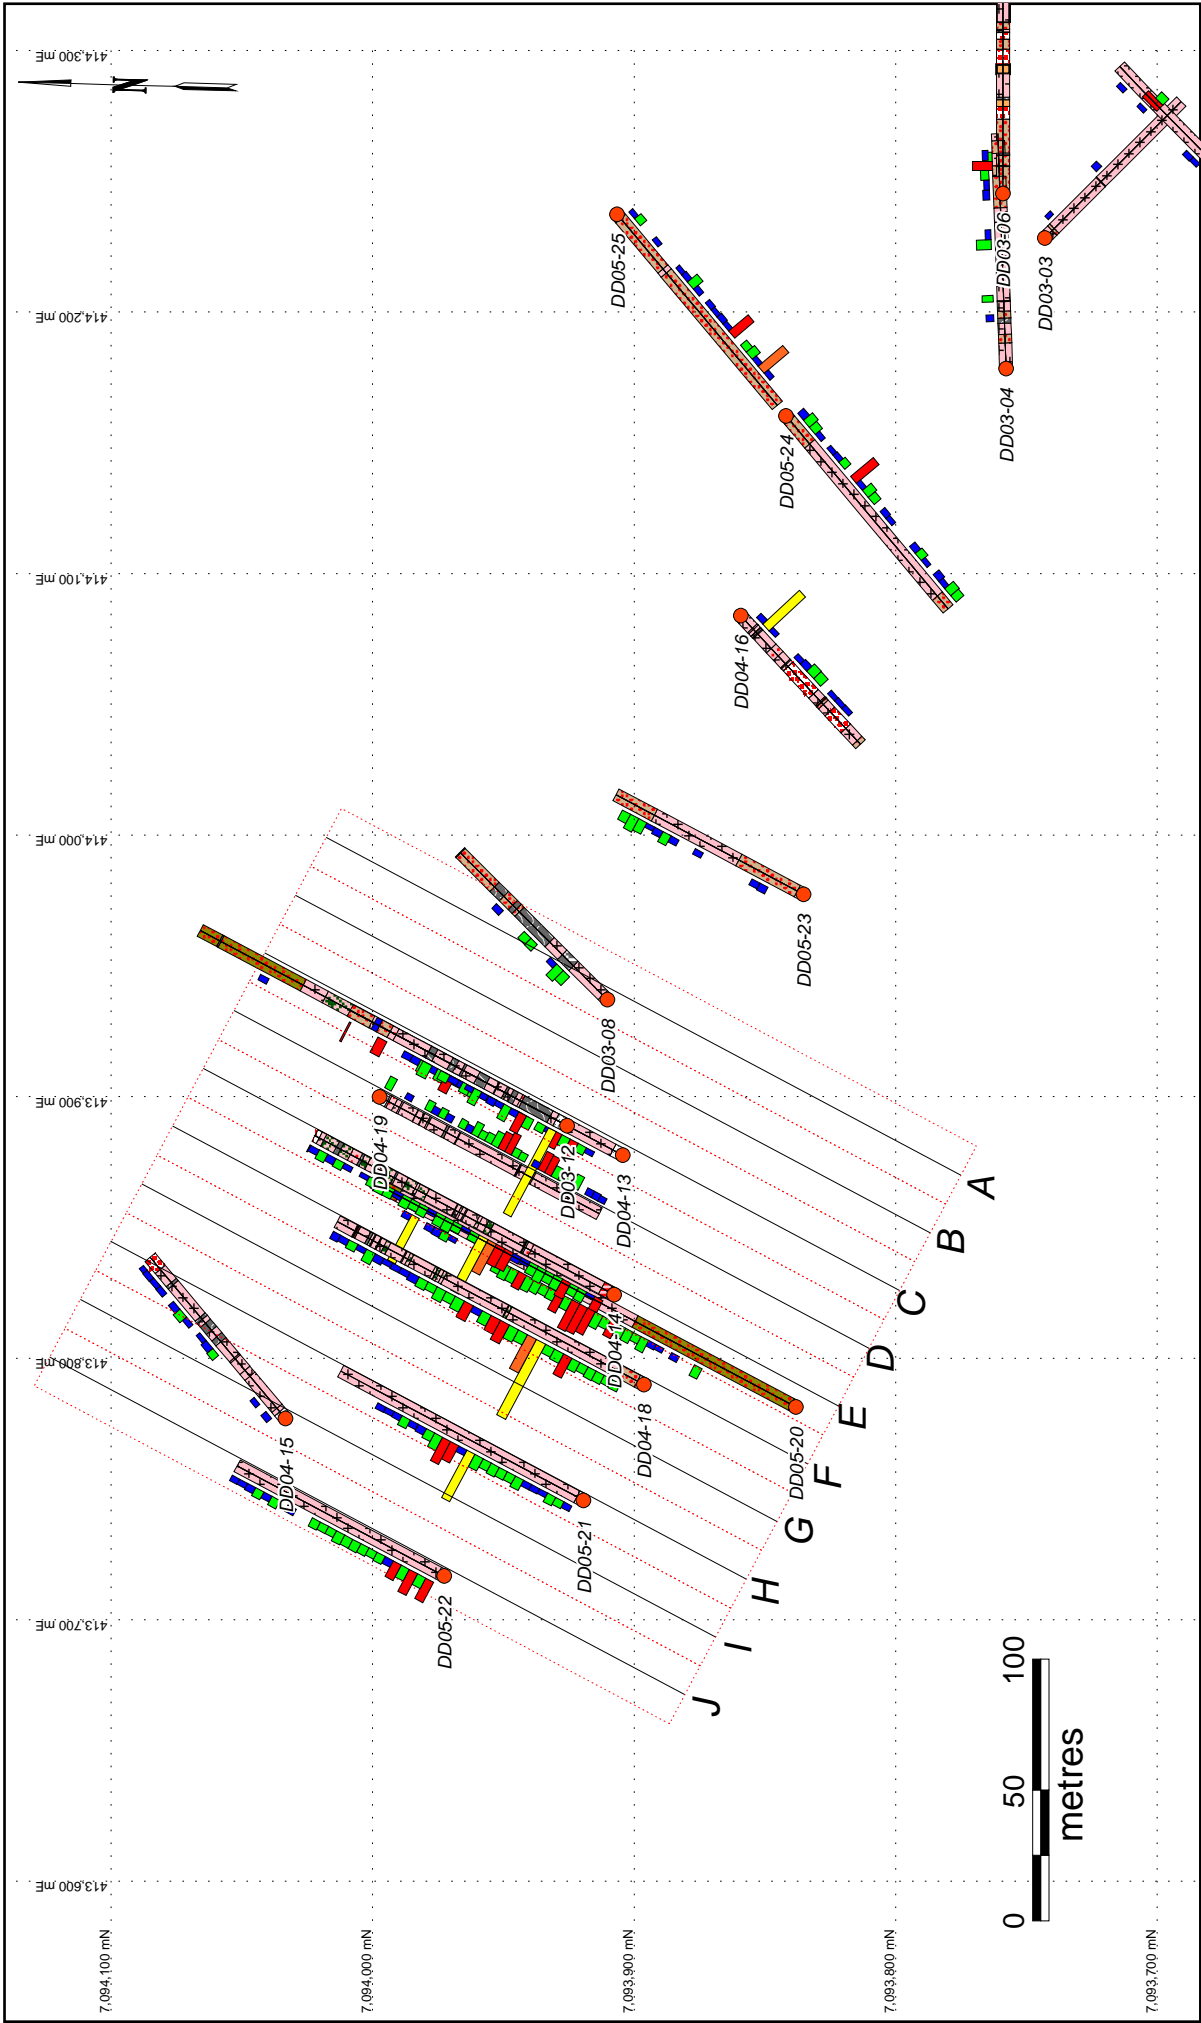 414,300 mE
N
DD05-25
DD03-06
DD03-03
414,200 mE
DD05-24
DD03-04
414,100 mE
DD04-16
414,000 mE
DD05-23
DD03-08
413,900 mE
DD04-19
DD03-12
DD04-13
A
B
C
D
E
F
G
H
I
J
413,800 mE
DD04-14
DD04-18
DD05-20
DD04-15
DD05-21
DD05-22
413,700 mE
413,600 mE
0 50 100
metres
7,094,100 mN
7,094,000 mN
7,093,900 mN
7,093,800 mN
7,093,700 mN